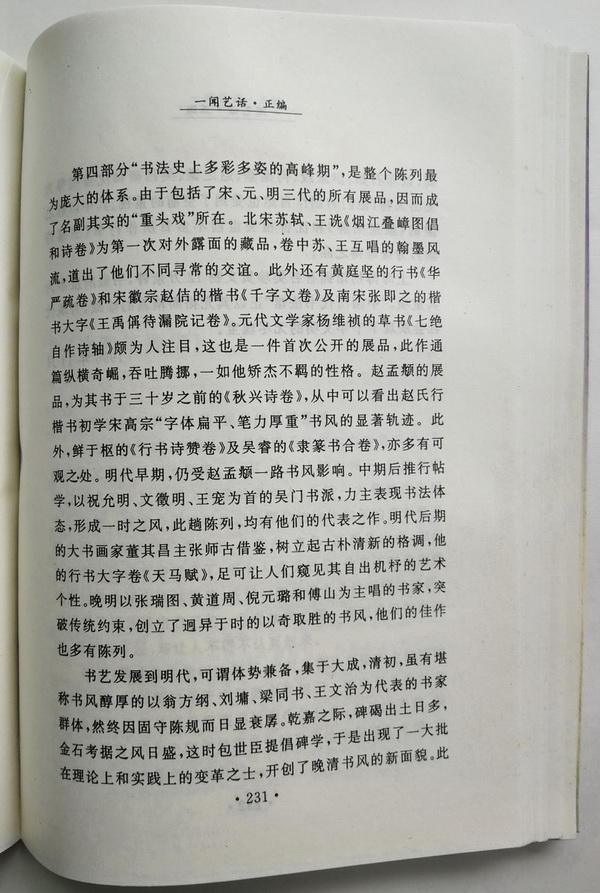 一闻艺话·正编
第四部分“书法史上多彩多姿的高峰期”，是整个陈列最
为庞大的体系。由于包括了宋、元、明三代的所有展品，因而成
了名副其实的“重头戏”所在。北宋苏轼、王诜《烟江叠嶂图倡
和诗卷》为第一次对外露面的藏品，卷中苏、王互唱的翰墨风
流，道出了他们不同寻常的交谊。此外还有黄庭坚的行书《华
严疏卷》和宋徽宗赵佶的楷书《千字文卷》及南宋张即之的楷
书大字《王禹偁待漏院记卷》。元代文学家杨维祯的草书《七绝
自作诗轴》颇为人注目，这也是一件首次公开的展品，此作通
篇纵横奇崛，吞吐腾挪，一如他矫杰不羁的性格。赵孟頫的展
品，为其书于三十岁之前的《秋兴诗卷》，从中可以看出赵氏行
楷书初学宋高宗“字体扁平、笔力厚重”书风的显著轨迹。此
外，鲜于枢的《行书诗赞卷》及吴睿的《隶篆书合卷》，亦多有可
观之处。明代早期，仍受赵孟頫一路书风影响。中期后推行帖
学，以祝允明、文徵明、王宠为首的吴门书派，力主表现书法体
态，形成一时之风，此趟陈列，均有他们的代表之作。明代后期
的大书画家董其昌主张师古借鉴，树立起古朴清新的格调，他
的行书大字卷《天马赋》，足可让人们窥见其自出机杼的艺术
个性。晚明以张瑞图、黄道周、倪元璐和傅山为主唱的书家，突
破传统约束，创立了迥异于时的以奇取胜的书风，他们的佳作
也多有陈列。
书艺发展到明代，可谓体势兼备，集于大成，清初，虽有堪
称书风醇厚的以翁方纲、刘墉、梁同书、王文治为代表的书家
群体，然终因固守陈规而日显衰孱。乾嘉之际，碑碣出土日多，
金石考据之风日盛，这时包世臣提倡碑学，于是出现了一大批
在理论上和实践上的变革之士，开创了晚清书风的新面貌。此
·231·